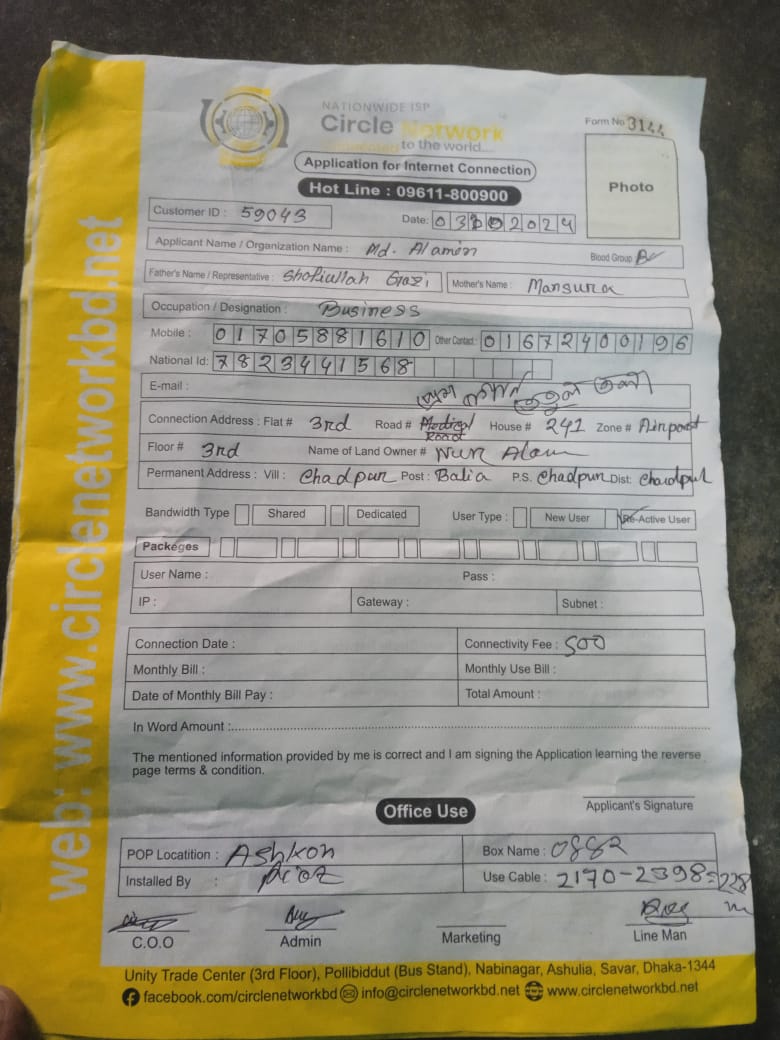 NATIONWIDE ISP
Circle Network
Connected to the world...
Form No 3144
Application for Internet Connection
Photo
Hot Line : 09611-800900
Customer ID : 59043 Date: 03 2024
Applicant Name / Organization Name : Md. Alamin Blood Group
Father's Name / Representative : Shofiullah Gazi, Mother's Name : Mansura
Occupation / Designation : Business
Mobile : 01705881610 Other Contact : 01672400196
National Id: 7823441568
E-mail :
Connection Address : Flat # 3rd Road # Medical Road House # 241 Zone # Airport
Floor # 3rd Name of Land Owner # Nur Alam
Permanent Address : Vill : Chadpur Post : Balia P.S. Chadpur Dist: Chardpul
Bandwidth Type Shared Dedicated User Type : New User Re-Active User
Packeges
User Name : Pass :
IP : Gateway : Subnet :
Connection Date : Connectivity Fee : 500
Monthly Bill : Monthly Use Bill :
Date of Monthly Bill Pay : Total Amount :
In Word Amount :
The mentioned information provided by me is correct and I am signing the Application learning the reverse
page terms & condition.
Applicant's Signature
Office Use
POP Locatition : Ashkon Box Name : 0882
Installed By : Use Cable : 2170-2398=228 m
C.O.O Admin Marketing Line Man
Unity Trade Center (3rd Floor), Pollibiddut (Bus Stand), Nabinagar, Ashulia, Savar, Dhaka-1344
facebook.com/circlenetworkbd info@circlenetworkbd.net www.circlenetworkbd.net
web: www.circlenetworkbd.net